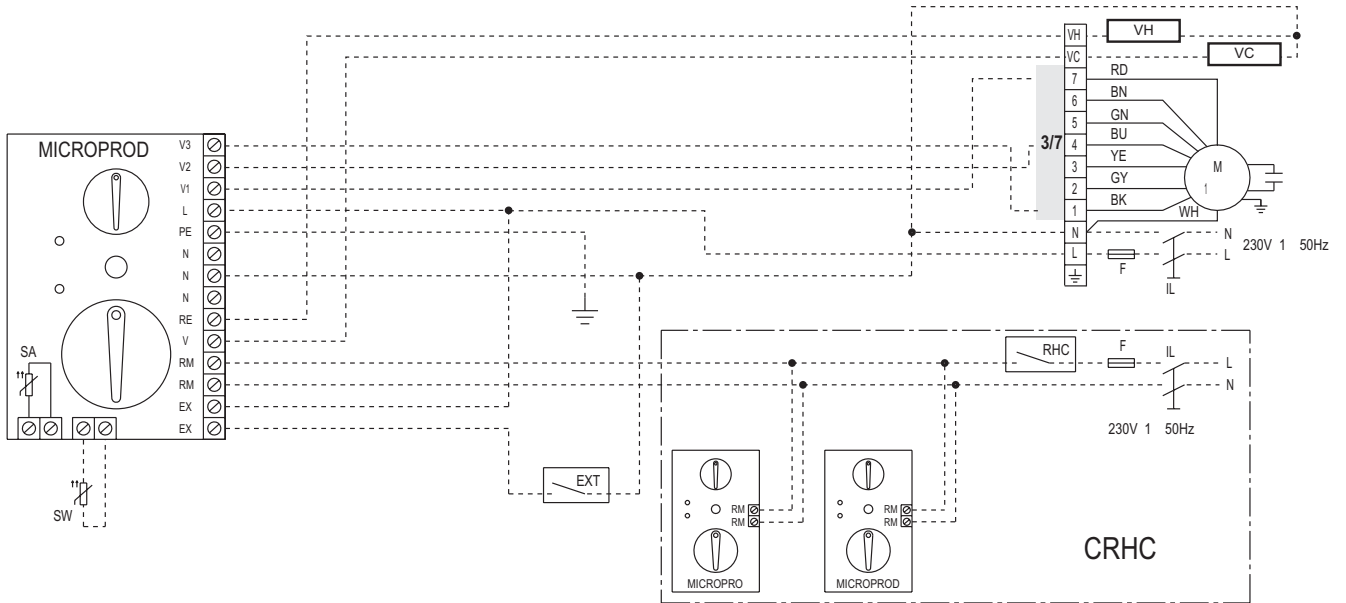 MICROPROD
V3
V2
V1
L
PE
N
N
N
RE
V
RM
RM
EX
EX
SA
SW
EXT
VH
VC
7
6
5
4
3
2
1
N
L
3/7
VH
VC
RD
BN
GN
BU
YE
GY
BK
WH
M
1
N
L
230V 1 50Hz
F
IL
RHC
F
IL
L
N
230V 1 50Hz
RM
RM
MICROPRO
RM
RM
MICROPROD
CRHC